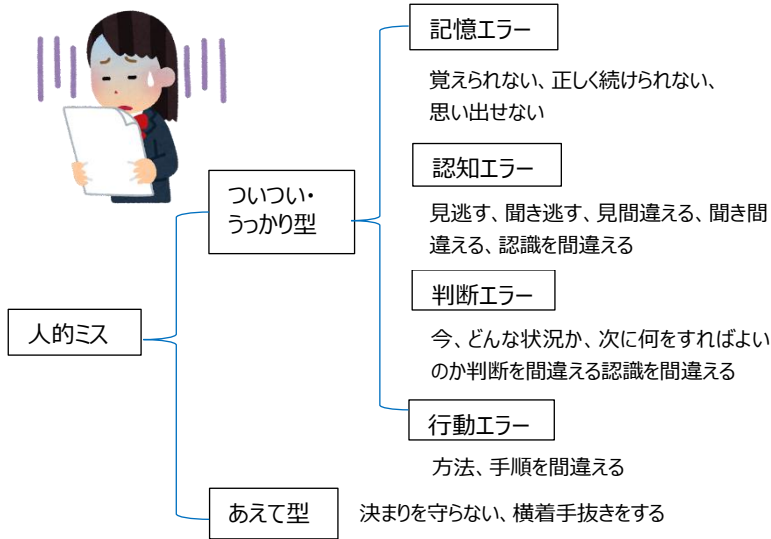 記憶エラー
覚えられない、正しく続けられない、
思い出せない
認知エラー
見逃す、聞き逃す、見間違える、聞き間
違える、認識を間違える
ついつい・
うっかり型
判断エラー
今、どんな状況か、次に何をすればよい
のか判断を間違える認識を間違える
人的ミス
行動エラー
方法、手順を間違える
あえて型
決まりを守らない、横着手抜きをする